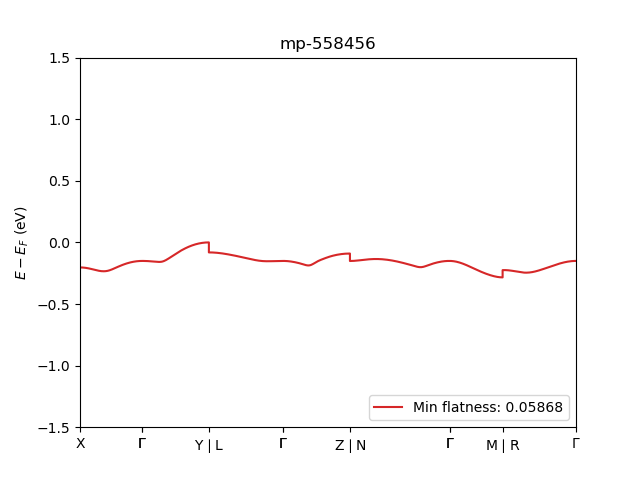 mp-558456
1.5
1.0
0.5
0.0
−0.5
−1.0
−1.5
E − E_F (eV)
Min flatness: 0.05868
X Γ Y | L Γ Z | N Γ M | R Γ